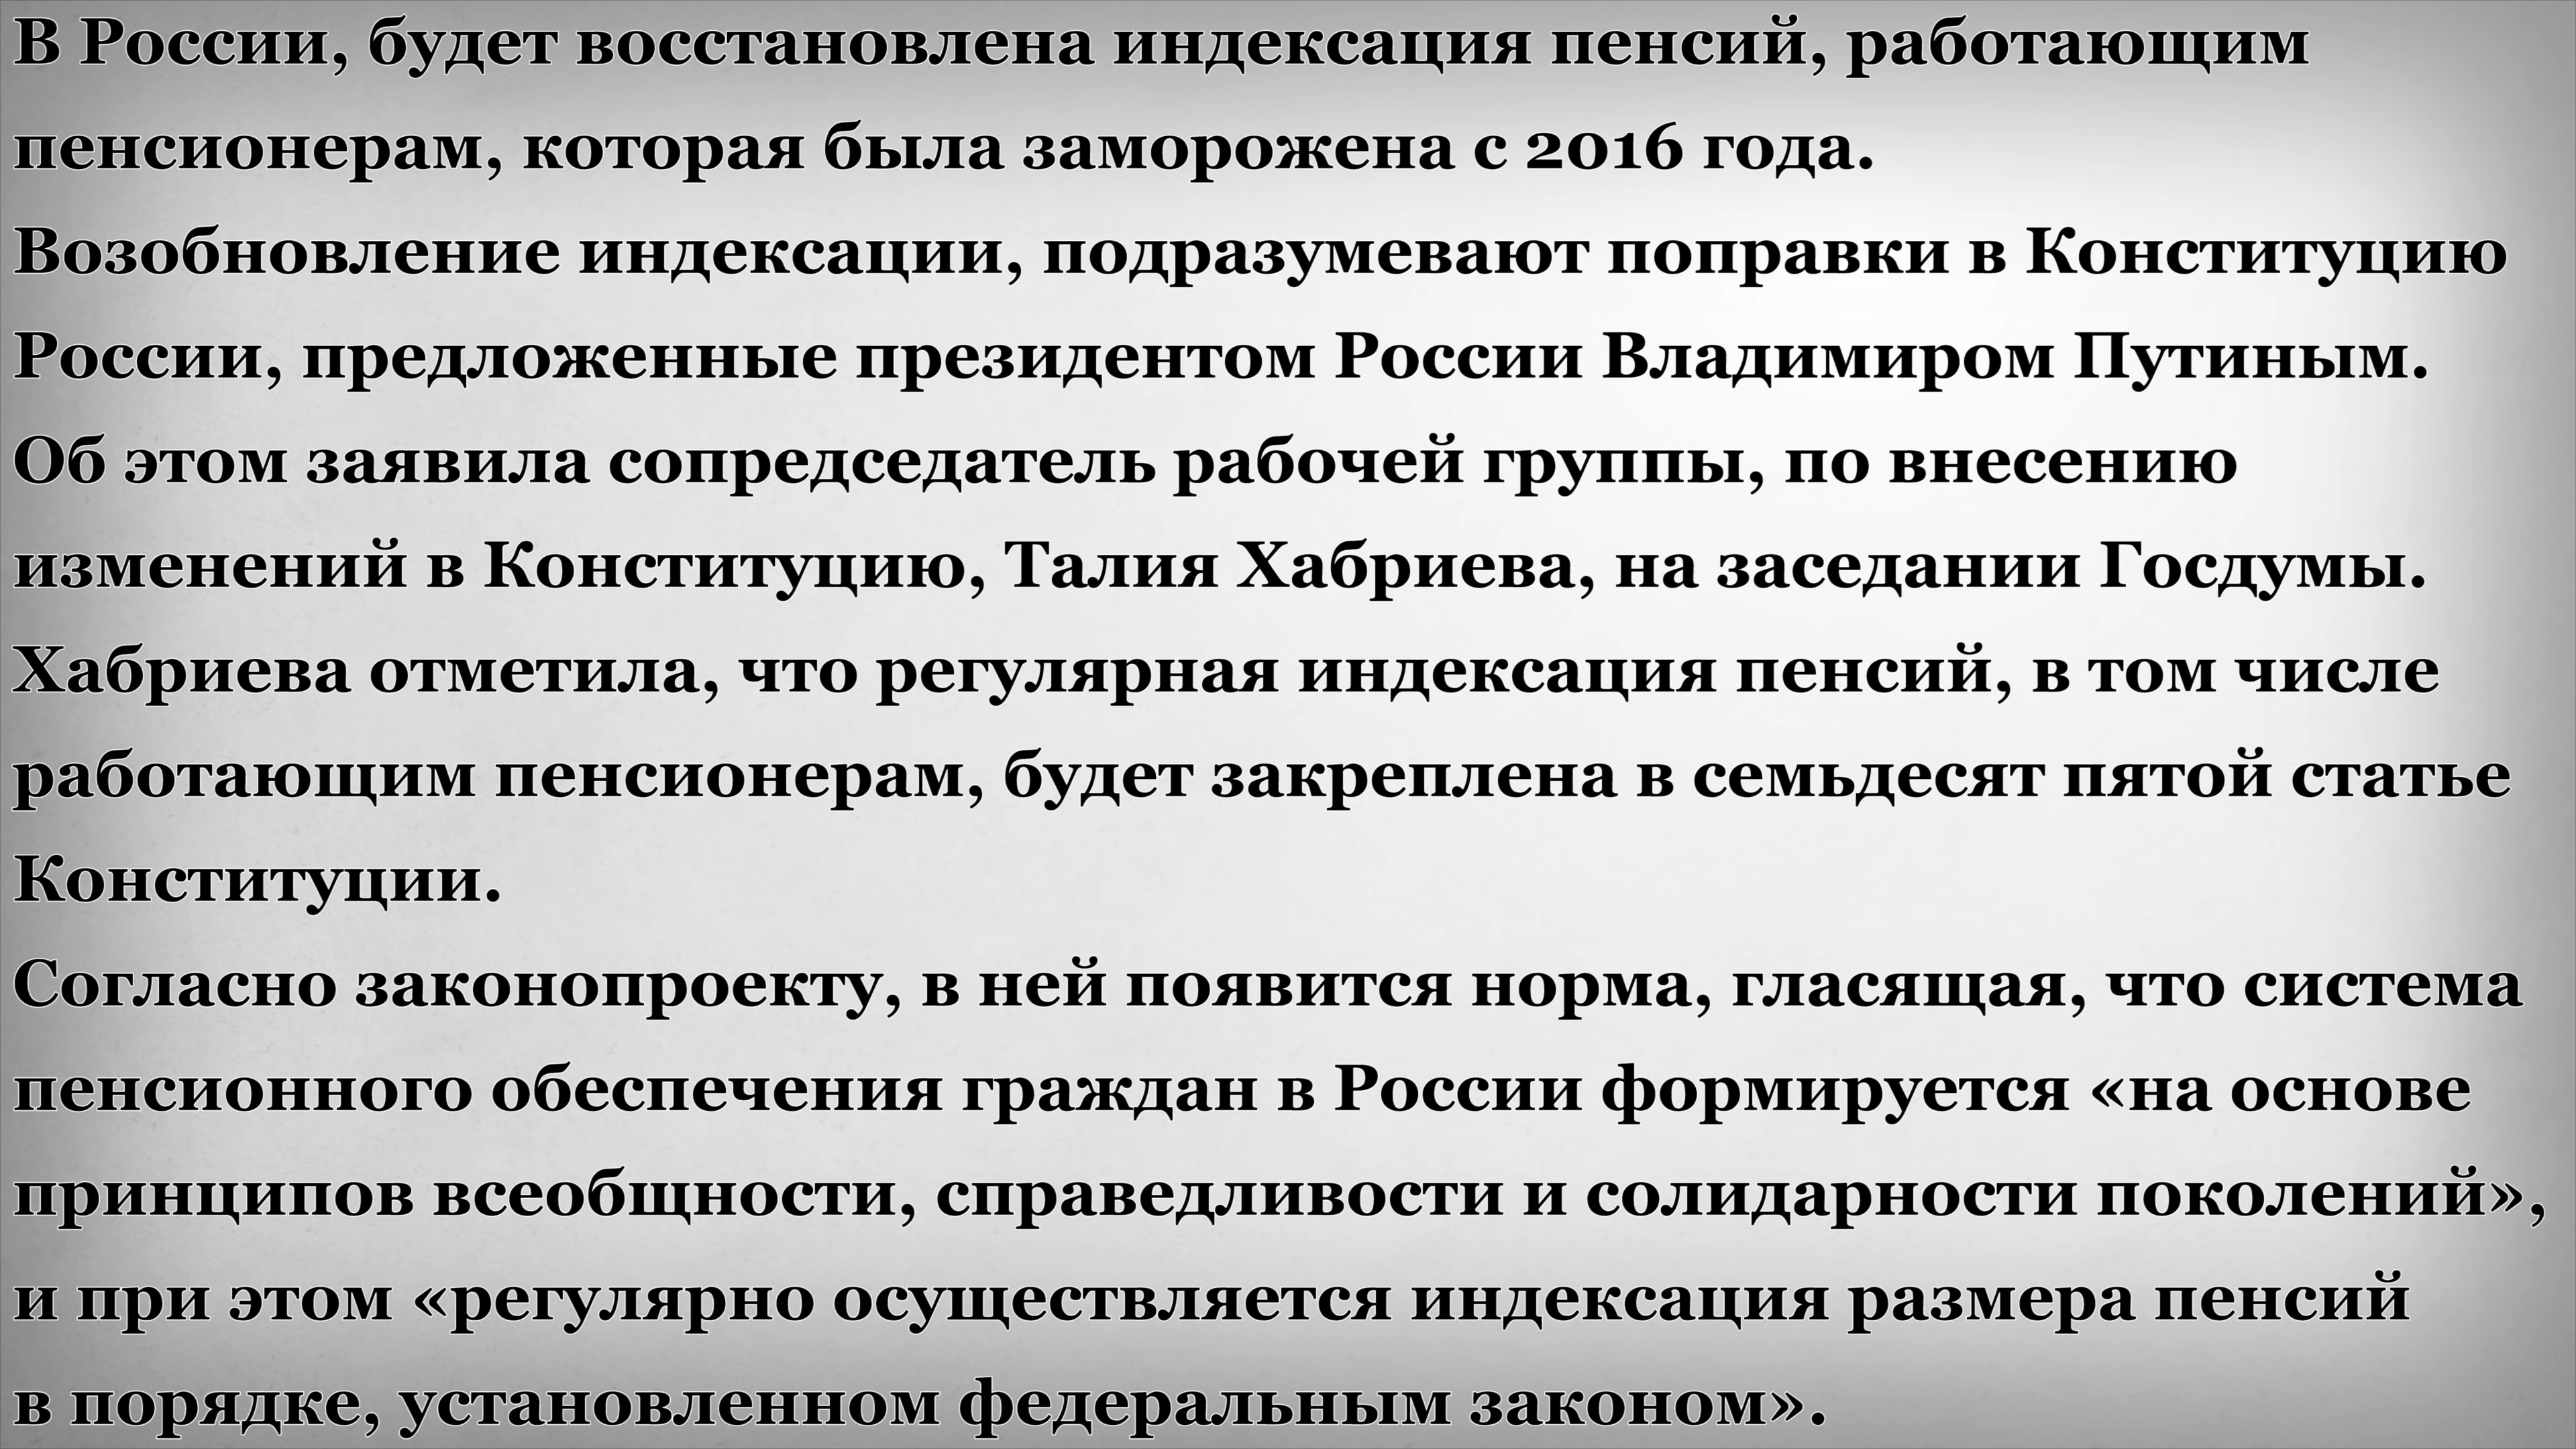 В России, будет восстановлена индексация пенсий, работающим
пенсионерам, которая была заморожена с 2016 года.
Возобновление индексации, подразумевают поправки в Конституцию
России, предложенные президентом России Владимиром Путиным.
Об этом заявила сопредседатель рабочей группы, по внесению
изменений в Конституцию, Талия Хабриева, на заседании Госдумы.
Хабриева отметила, что регулярная индексация пенсий, в том числе
работающим пенсионерам, будет закреплена в семьдесят пятой статье
Конституции.
Согласно законопроекту, в ней появится норма, гласящая, что система
пенсионного обеспечения граждан в России формируется «на основе
принципов всеобщности, справедливости и солидарности поколений»,
и при этом «регулярно осуществляется индексация размера пенсий
в порядке, установленном федеральным законом».